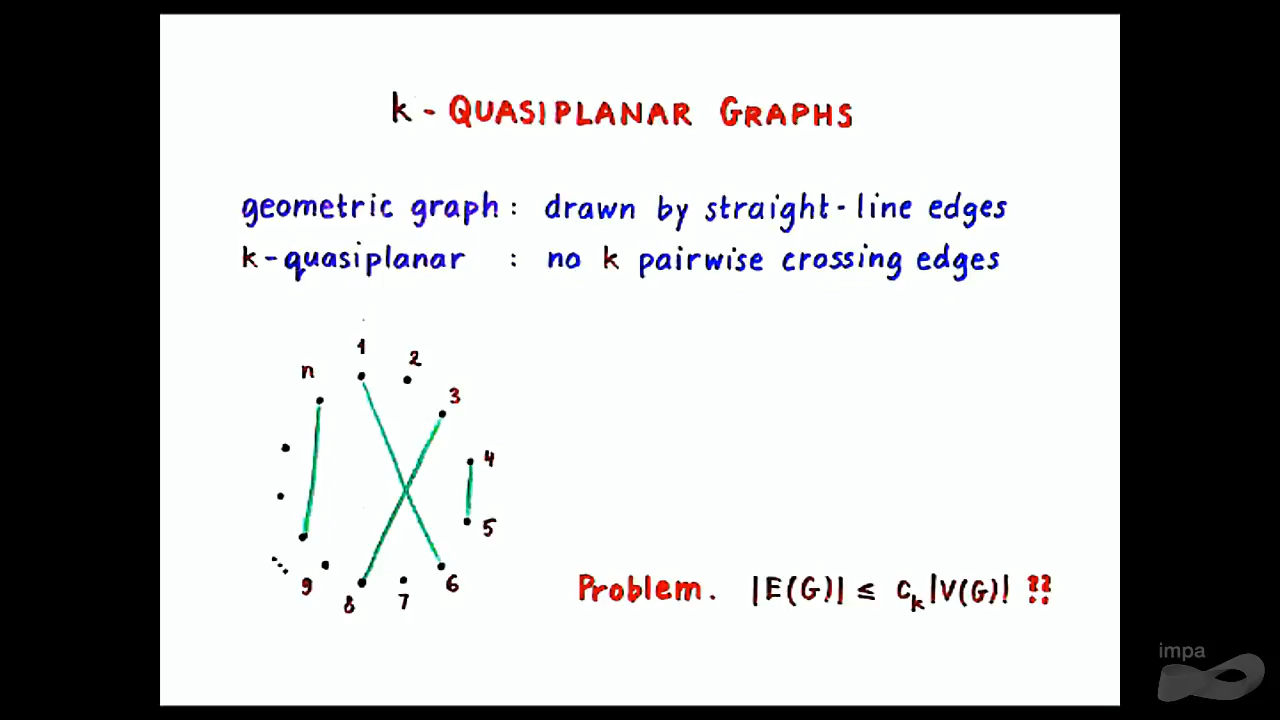 k - QUASIPLANAR GRAPHS
geometric graph : drawn by straight-line edges
k-quasiplanar : no k pairwise crossing edges
1
2
n
3
4
5
9
6
8
7
Problem. |E(G)| ≤ c_k |V(G)| ??
impa